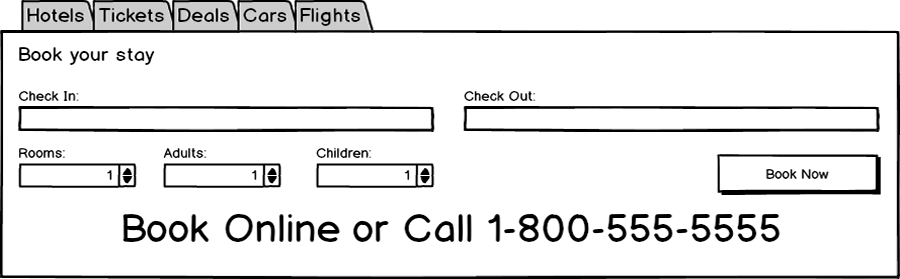 Hotels Tickets Deals Cars Flights
Book your stay
Check In: Check Out:
Rooms: Adults: Children:
1 1 1 Book Now
Book Online or Call 1-800-555-5555